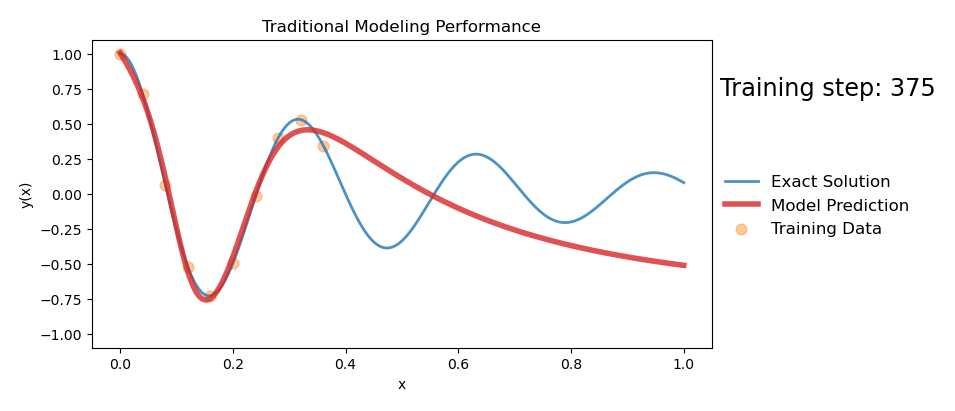 Traditional Modeling Performance
Training step: 375
1.00
0.75
0.50
0.25
0.00
−0.25
−0.50
−0.75
−1.00
y(x)
0.0 0.2 0.4 0.6 0.8 1.0
x
Exact Solution
Model Prediction
Training Data